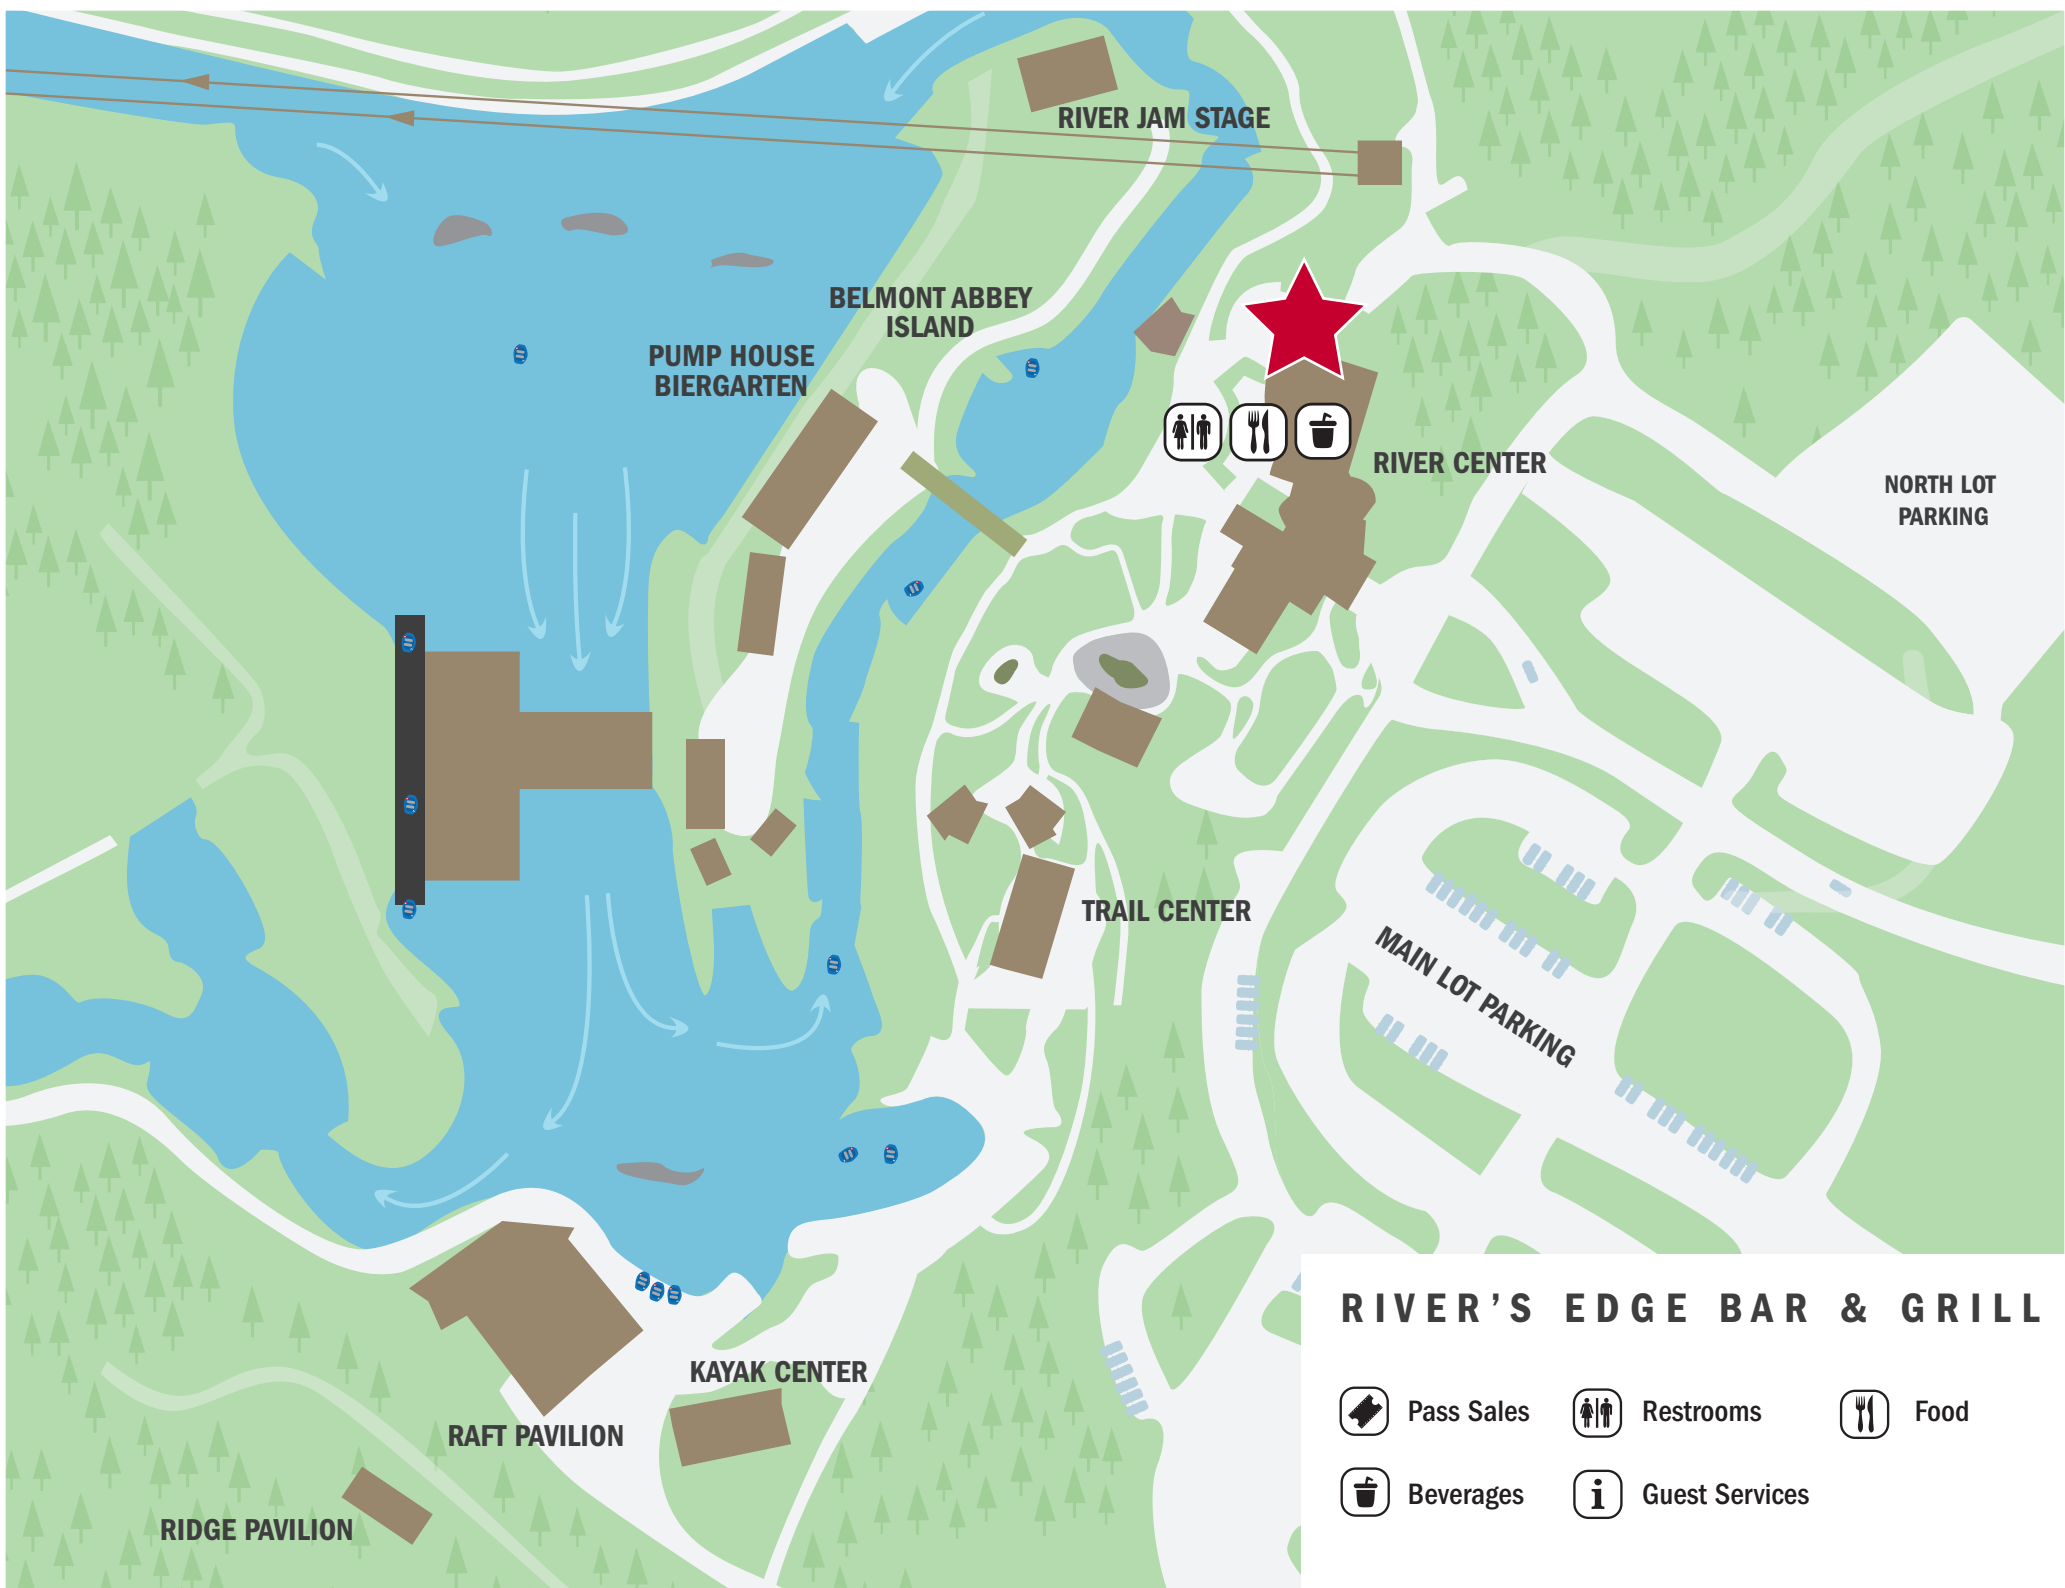 RIVER JAM STAGE
BELMONT ABBEY
ISLAND
PUMP HOUSE
BIERGARTEN
RIVER CENTER
NORTH LOT
PARKING
TRAIL CENTER
MAIN LOT PARKING
KAYAK CENTER
RAFT PAVILION
RIDGE PAVILION
RIVER'S EDGE BAR & GRILL
Pass Sales
Restrooms
Food
Beverages
i
Guest Services